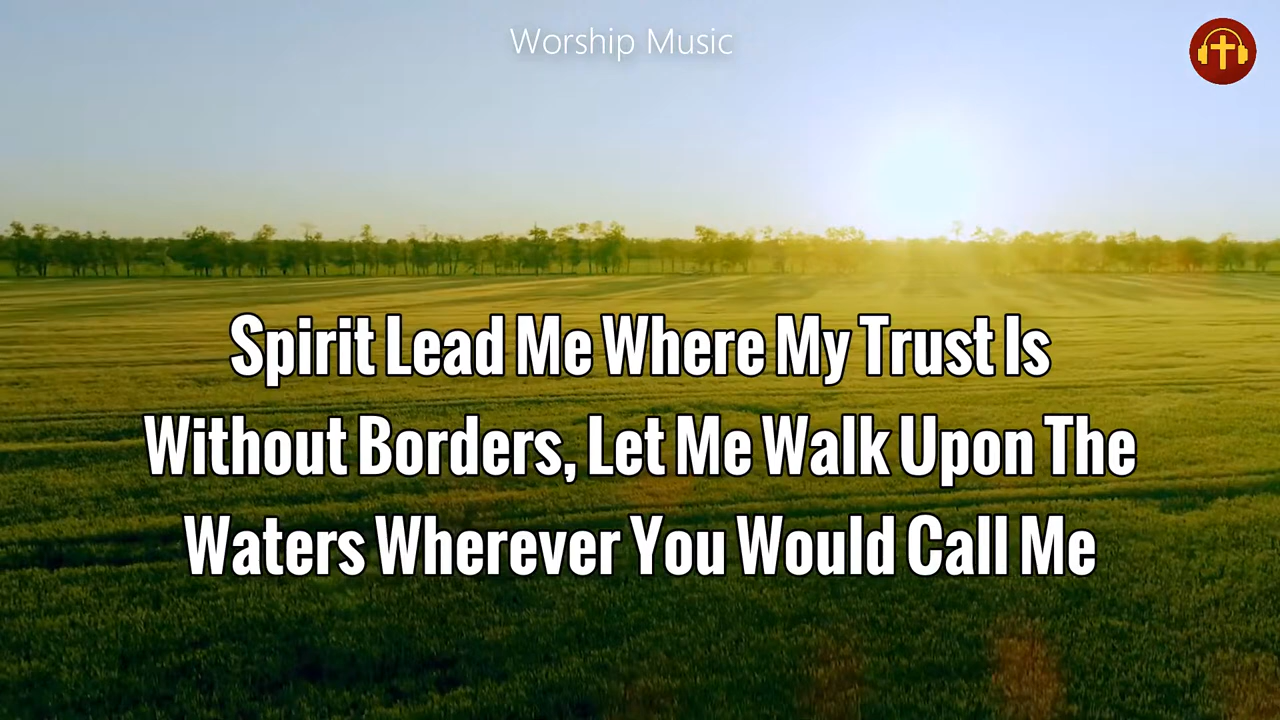 Worship Music
Spirit Lead Me Where My Trust Is
Without Borders, Let Me Walk Upon The
Waters Wherever You Would Call Me